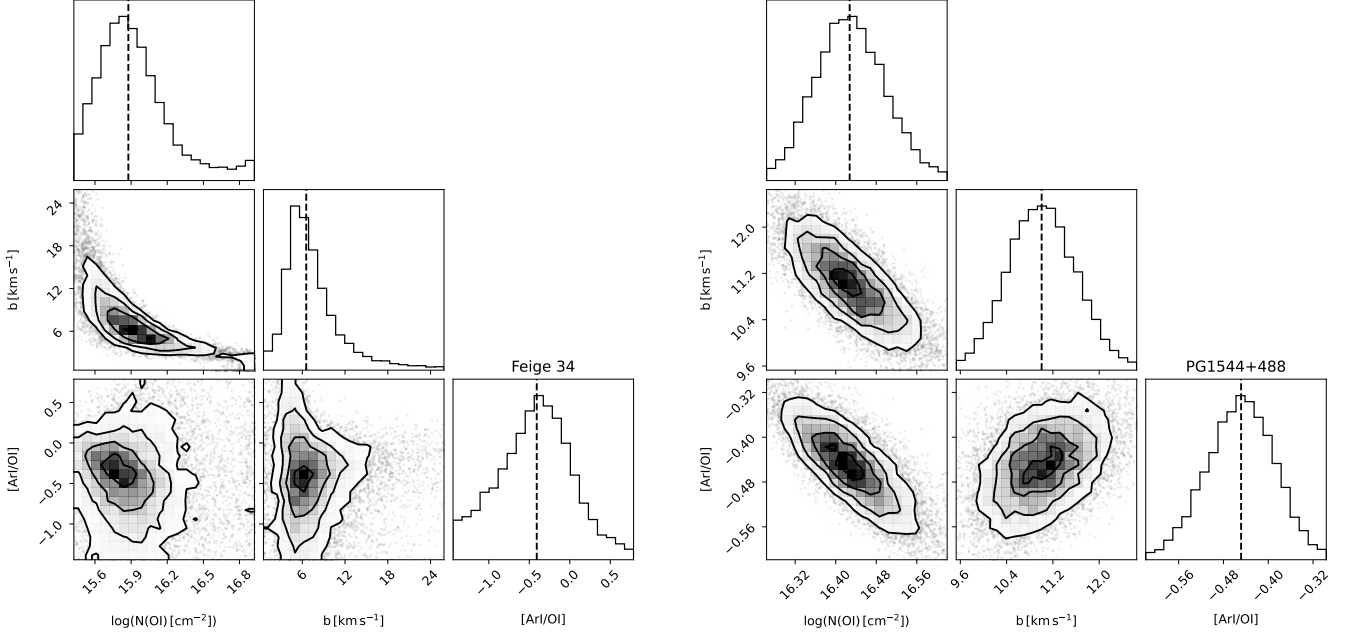 24
18
12
6
b [km s⁻¹]
12.0
11.2
10.4
9.6
b [km s⁻¹]
Feige 34
PG1544+488
0.5
0.0
−0.5
−1.0
[ArI/OI]
−0.32
−0.40
−0.48
−0.56
[ArI/OI]
15.6 15.9 16.2 16.5 16.8
6 12 18 24
−1.0 −0.5 0.0 0.5
16.32 16.40 16.48 16.56
9.6 10.4 11.2 12.0
−0.56 −0.48 −0.40 −0.32
log(N(OI) [cm⁻²])
b [km s⁻¹]
[ArI/OI]
log(N(OI) [cm⁻²])
b [km s⁻¹]
[ArI/OI]